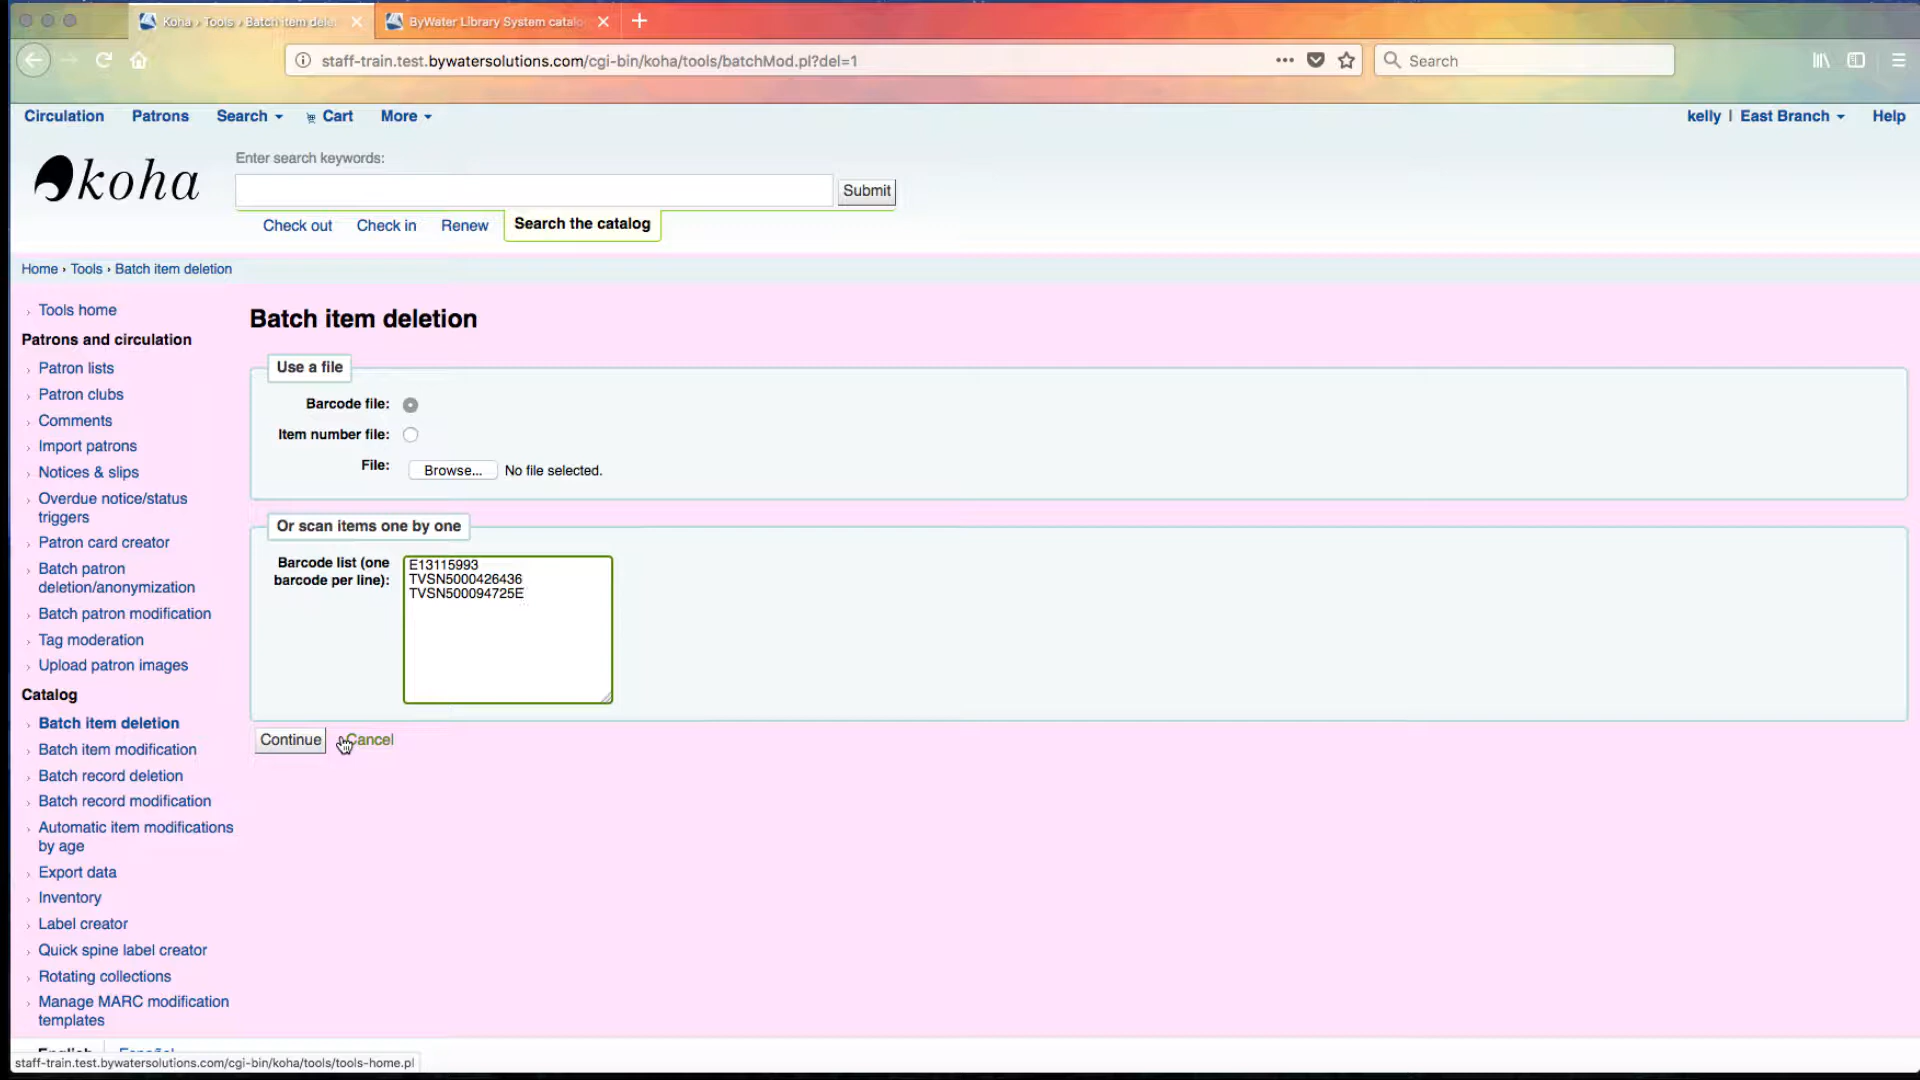 Koha › Tools › Batch item dele
ByWater Library System catalo
staff-train.test.bywatersolutions.com/cgi-bin/koha/tools/batchMod.pl?del=1
Search
Circulation Patrons Search Cart More
kelly | East Branch Help
koha
Enter search keywords:
Submit
Check out Check in Renew Search the catalog
Home › Tools › Batch item deletion
Tools home
Patrons and circulation
Patron lists
Patron clubs
Comments
Import patrons
Notices & slips
Overdue notice/status
triggers
Patron card creator
Batch patron
deletion/anonymization
Batch patron modification
Tag moderation
Upload patron images
Catalog
Batch item deletion
Batch item modification
Batch record deletion
Batch record modification
Automatic item modifications
by age
Export data
Inventory
Label creator
Quick spine label creator
Rotating collections
Manage MARC modification
templates
Batch item deletion
Use a file
Barcode file:
Item number file:
File: Browse... No file selected.
Or scan items one by one
Barcode list (one
barcode per line):
E13115993
TVSN5000426436
TVSN500094725E
Continue Cancel
English Español
staff-train.test.bywatersolutions.com/cgi-bin/koha/tools/tools-home.pl